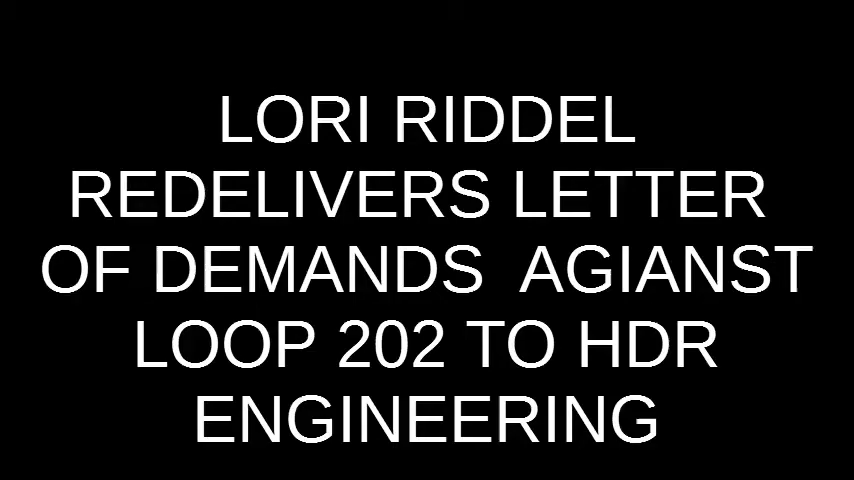 LORI RIDDEL
REDELIVERS LETTER
OF DEMANDS  AGIANST
LOOP 202 TO HDR
ENGINEERING